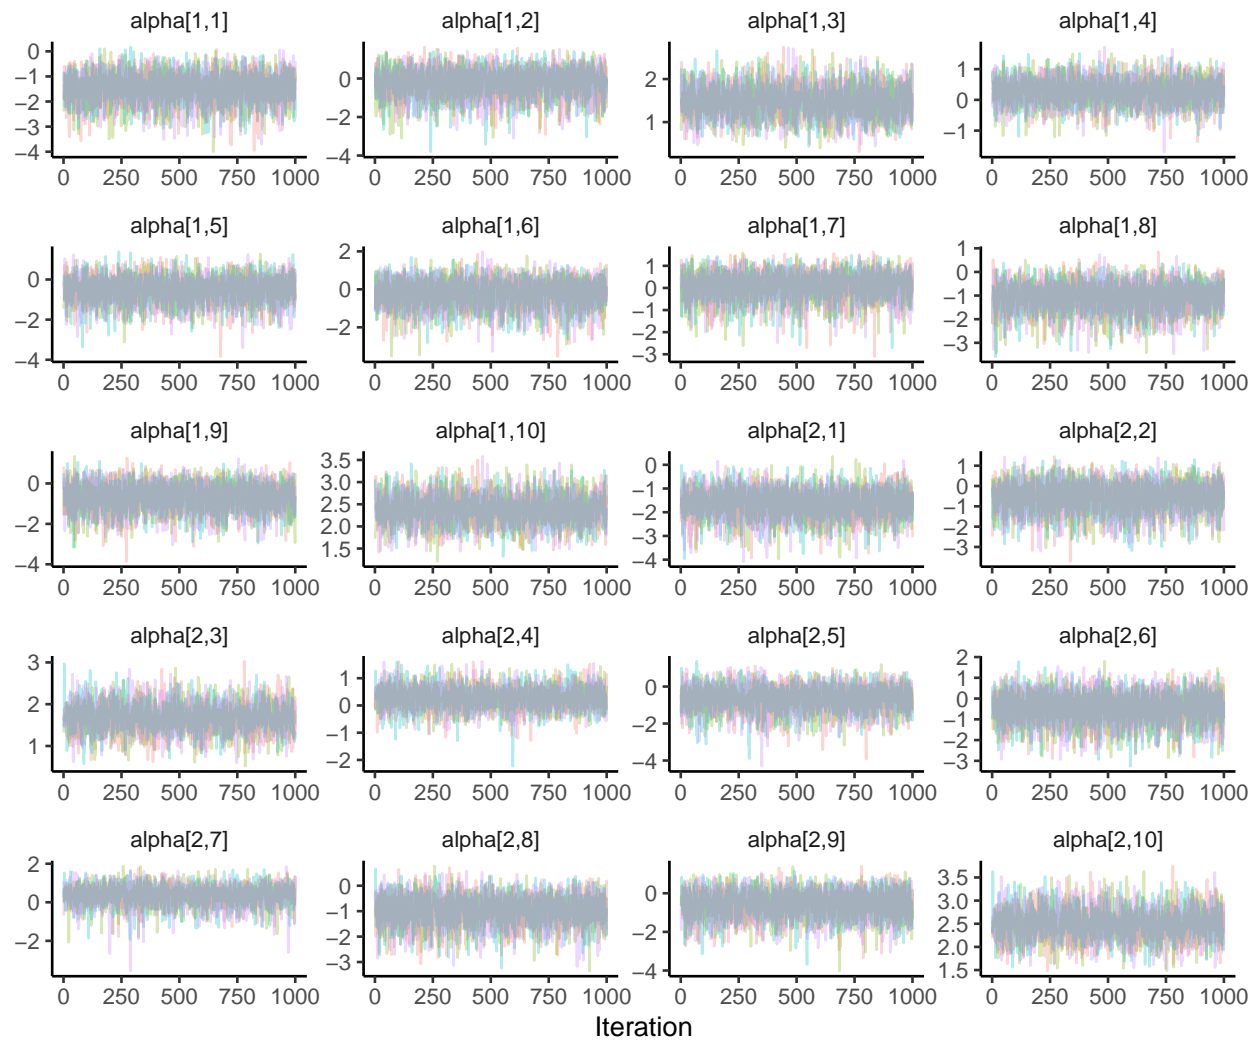 alpha[1,1] alpha[1,2] alpha[1,3] alpha[1,4]
0 −1 −2 −3 −4
0 −2 −4
2 1
1 0 −1
0 250 500 750 1000 0 250 500 750 1000 0 250 500 750 1000 0 250 500 750 1000
alpha[1,5] alpha[1,6] alpha[1,7] alpha[1,8]
0 −2 −4
2 0 −2
1 0 −1 −2 −3
1 0 −1 −2 −3
0 250 500 750 1000 0 250 500 750 1000 0 250 500 750 1000 0 250 500 750 1000
alpha[1,9] alpha[1,10] alpha[2,1] alpha[2,2]
0 −2 −4
3.5 3.0 2.5 2.0 1.5
0 −1 −2 −3 −4
1 0 −1 −2 −3
0 250 500 750 1000 0 250 500 750 1000 0 250 500 750 1000 0 250 500 750 1000
alpha[2,3] alpha[2,4] alpha[2,5] alpha[2,6]
3 2 1
1 0 −1 −2
0 −2 −4
2 1 0 −1 −2 −3
0 250 500 750 1000 0 250 500 750 1000 0 250 500 750 1000 0 250 500 750 1000
alpha[2,7] alpha[2,8] alpha[2,9] alpha[2,10]
2 0 −2
0 −1 −2 −3
0 −2 −4
3.5 3.0 2.5 2.0 1.5
0 250 500 750 1000 0 250 500 750 1000 0 250 500 750 1000 0 250 500 750 1000
Iteration